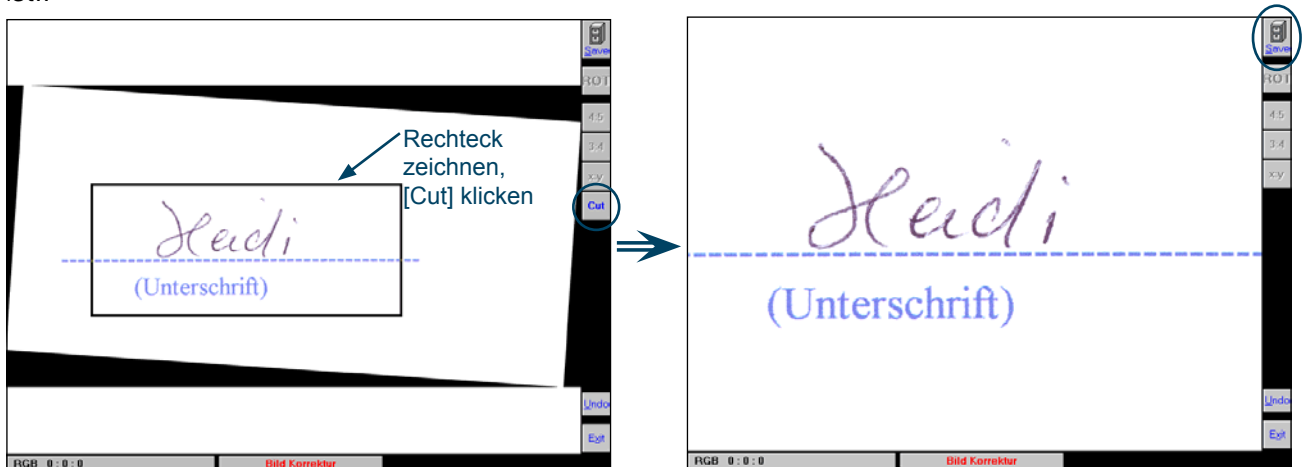 Save
ROT
4:5
3:4
x:y
Cut
Rechteck
zeichnen,
[Cut] klicken
Heidi
(Unterschrift)
Undo
Exit
RGB 0:0:0
Bild Korrektur
Save
ROT
4:5
3:4
x:y
Heidi
(Unterschrift)
Undo
Exit
RGB 0:0:0
Bild Korrektur